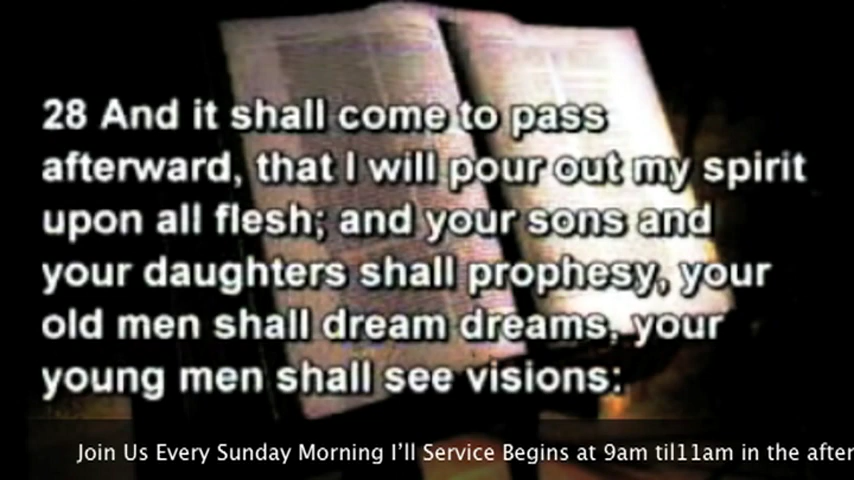 28 And it shall come to pass
afterward, that I will pour out my spirit
upon all flesh; and your sons and
your daughters shall prophesy, your
old men shall dream dreams, your
young men shall see visions:
Join Us Every Sunday Morning I’ll Service Begins at 9am til11am in the after